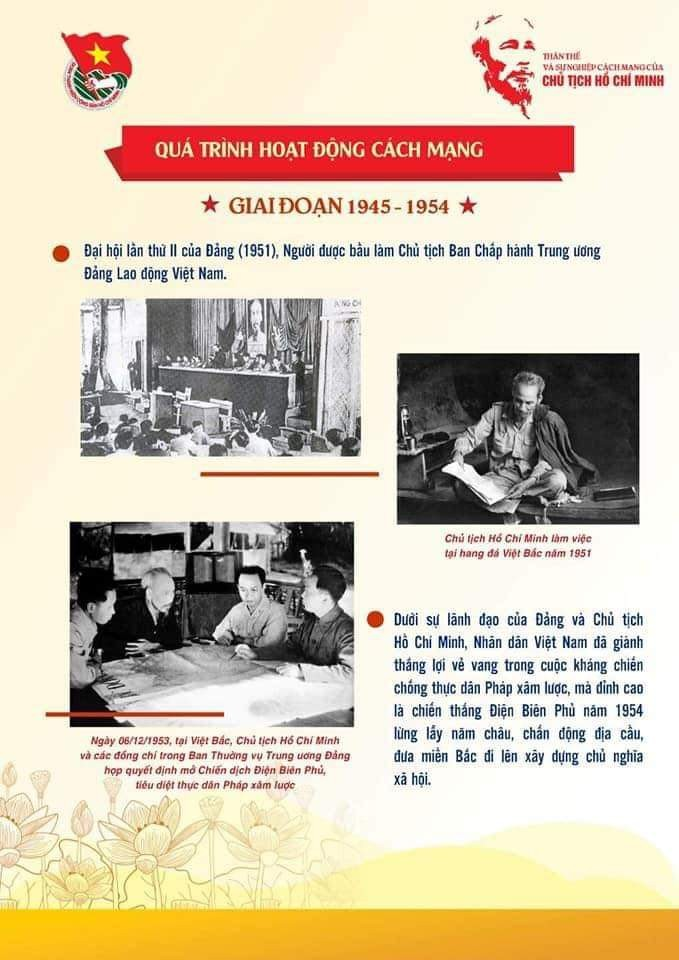 ĐOÀN THANH NIÊN CỘNG SẢN HỒ CHÍ MINH
THÂN THẾ
VÀ SỰ NGHIỆP CÁCH MẠNG CỦA
CHỦ TỊCH HỒ CHÍ MINH
QUÁ TRÌNH HOẠT ĐỘNG CÁCH MẠNG
GIAI ĐOẠN 1945 - 1954
Đại hội lần thứ II của Đảng (1951), Người được bầu làm Chủ tịch Ban Chấp hành Trung ương
Đảng Lao động Việt Nam.
Chủ tịch Hồ Chí Minh làm việc
tại hang đá Việt Bắc năm 1951
Ngày 06/12/1953, tại Việt Bắc, Chủ tịch Hồ Chí Minh
và các đồng chí trong Ban Thường vụ Trung ương Đảng
họp quyết định mở Chiến dịch Điện Biên Phủ,
tiêu diệt thực dân Pháp xâm lược
Dưới sự lãnh đạo của Đảng và Chủ tịch
Hồ Chí Minh, Nhân dân Việt Nam đã giành
thắng lợi vẻ vang trong cuộc kháng chiến
chống thực dân Pháp xâm lược, mà đỉnh cao
là chiến thắng Điện Biên Phủ năm 1954
lừng lẫy năm châu, chấn động địa cầu,
đưa miền Bắc đi lên xây dựng chủ nghĩa
xã hội.